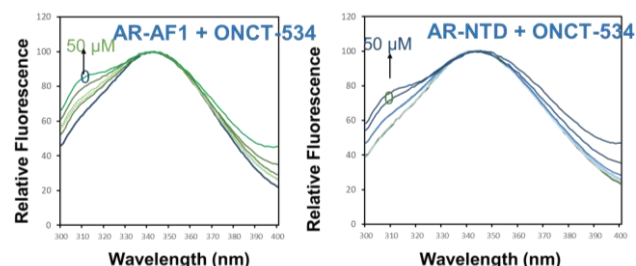 AR-AF1 + ONCT-534
50 µM
Relative Fluorescence
120
100
80
60
40
20
0
300 310 320 330 340 350 360 370 380 390 400
Wavelength (nm)
AR-NTD + ONCT-534
50 µM
Relative Fluorescence
120
100
80
60
40
20
0
300 310 320 330 340 350 360 370 380 390 400
Wavelength (nm)